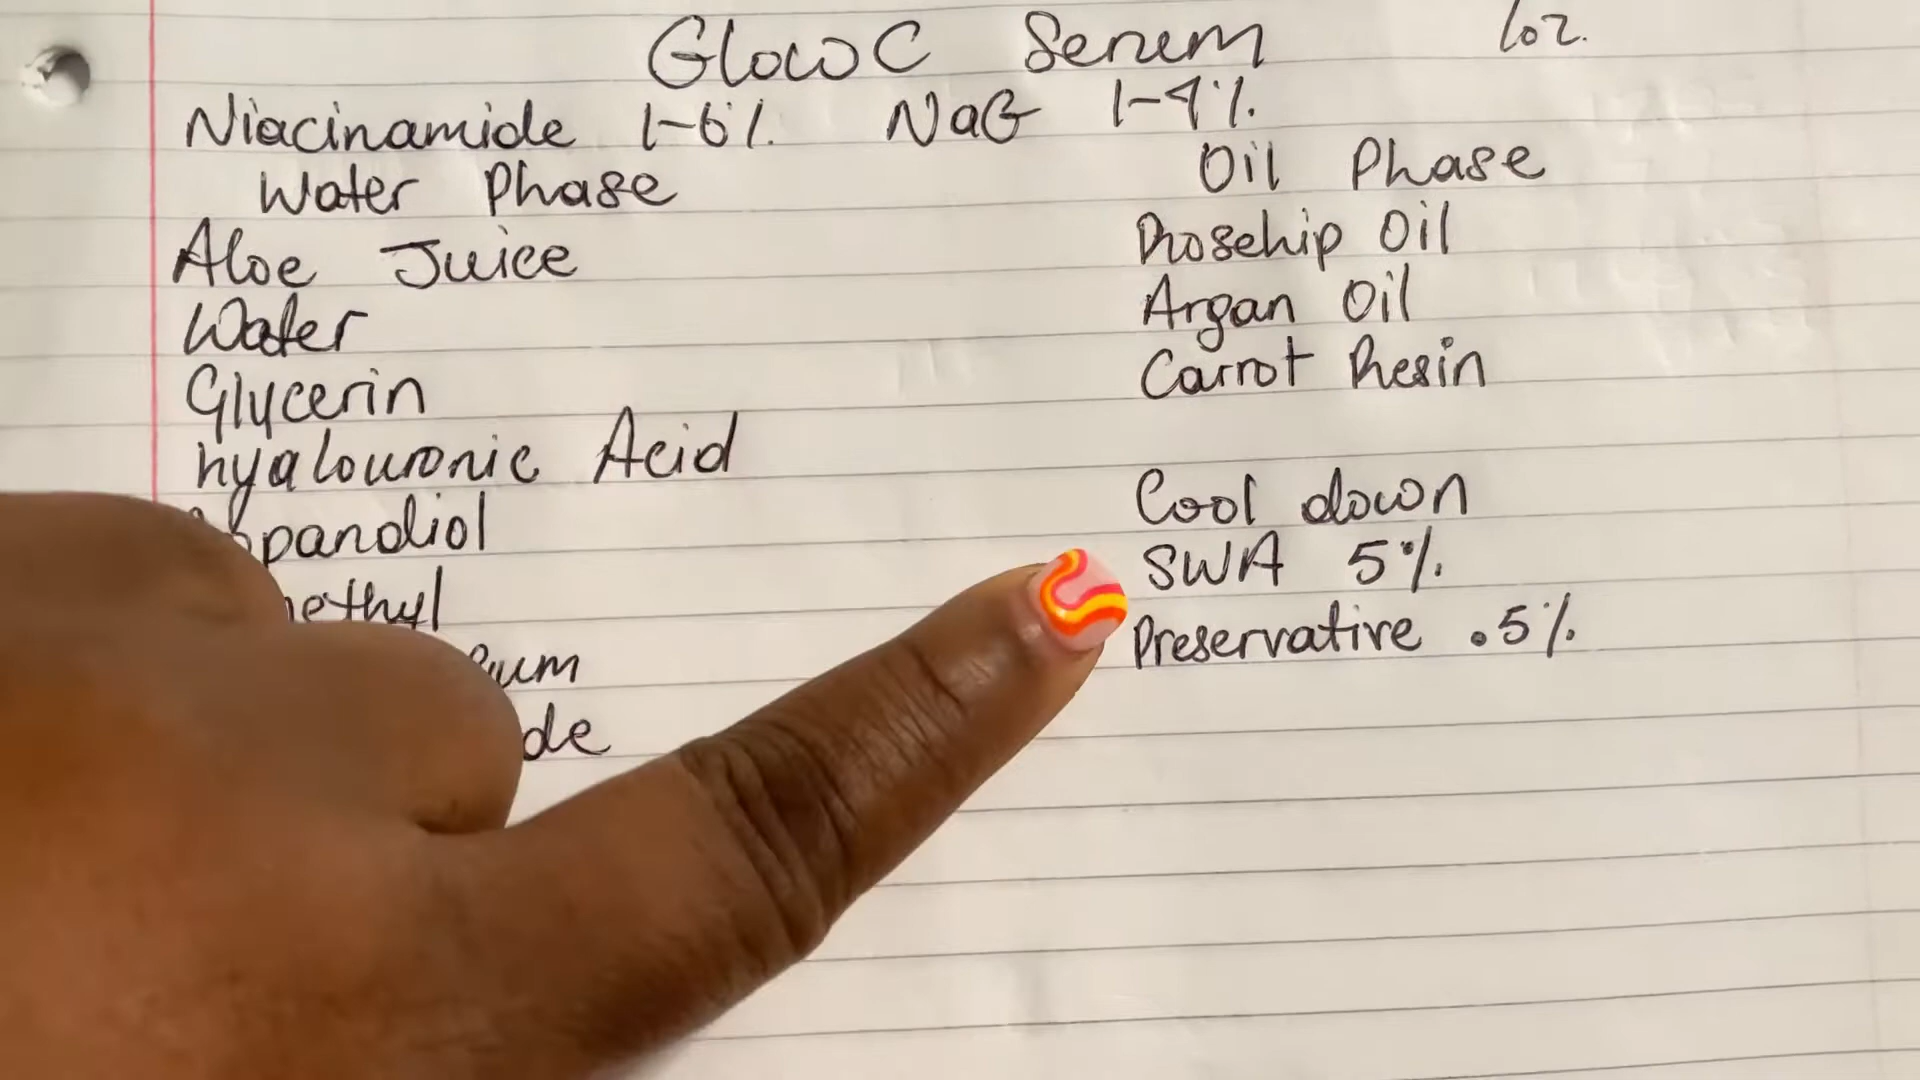 GlowC Serum 1oz.
Niacinamide 1-6% NaG 1-4%.
Water Phase
Aloe Juice
Water
Glycerin
hyalouronic Acid
Oil Phase
Rosehip Oil
Argan Oil
Carrot Resin
Cool down
SWA 5%.
Preservative .5%.